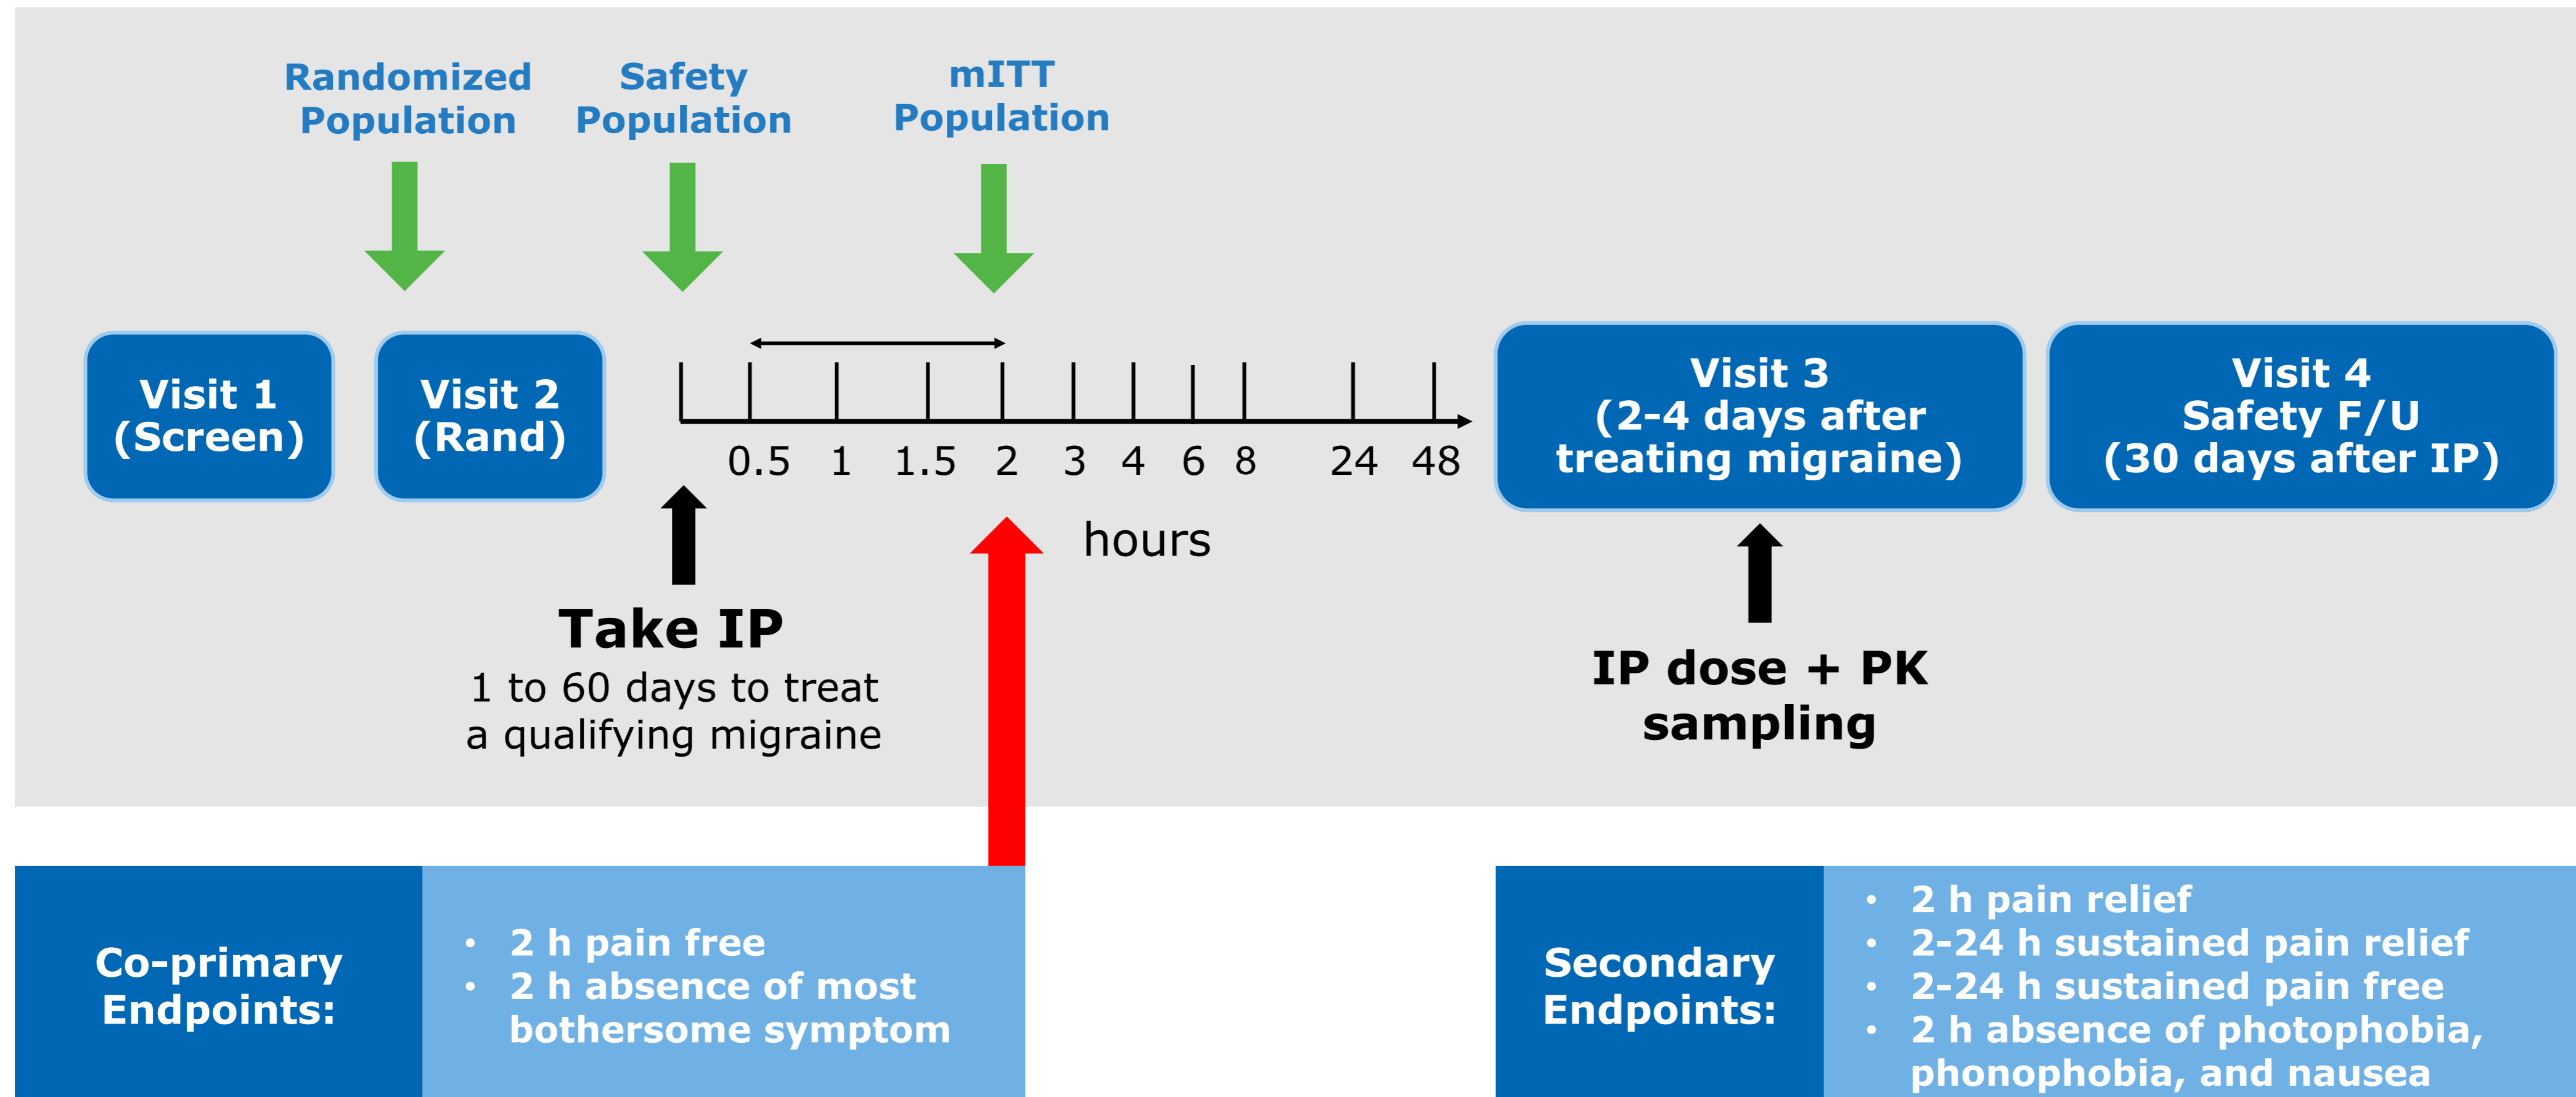 Randomized
Population
Safety
Population
mITT
Population
Visit 1
(Screen)
Visit 2
(Rand)
0.5 1 1.5 2 3 4 6 8 24 48
hours
Visit 3
(2-4 days after
treating migraine)
Visit 4
Safety F/U
(30 days after IP)
Take IP
1 to 60 days to treat
a qualifying migraine
IP dose + PK
sampling
Co-primary
Endpoints:
• 2 h pain free
• 2 h absence of most
bothersome symptom
Secondary
Endpoints:
• 2 h pain relief
• 2-24 h sustained pain relief
• 2-24 h sustained pain free
• 2 h absence of photophobia,
phonophobia, and nausea